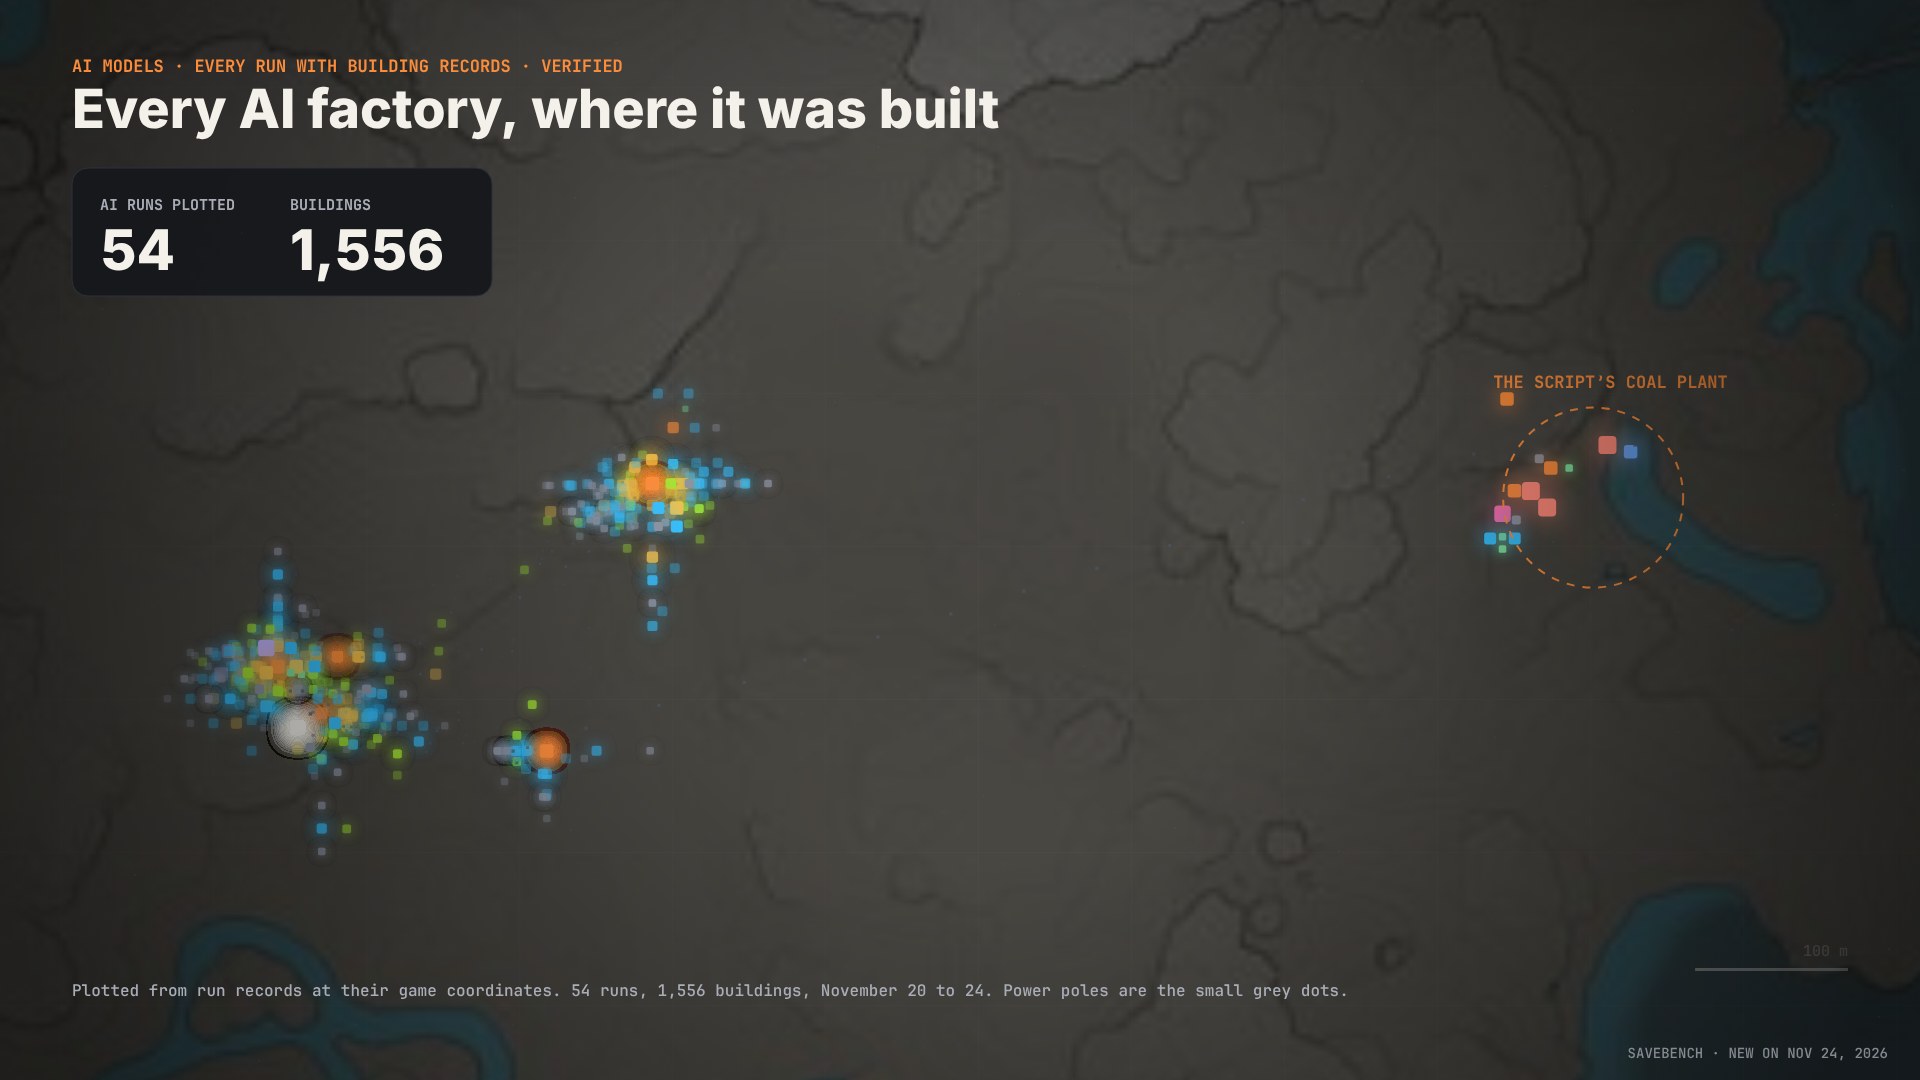 AI MODELS · EVERY RUN WITH BUILDING RECORDS · VERIFIED
Every AI factory, where it was built
AI RUNS PLOTTED
54
BUILDINGS
1,556
THE SCRIPT’S COAL PLANT
100 m
Plotted from run records at their game coordinates. 54 runs, 1,556 buildings, November 20 to 24. Power poles are the small grey dots.
SAVEBENCH · NEW ON NOV 24, 2026